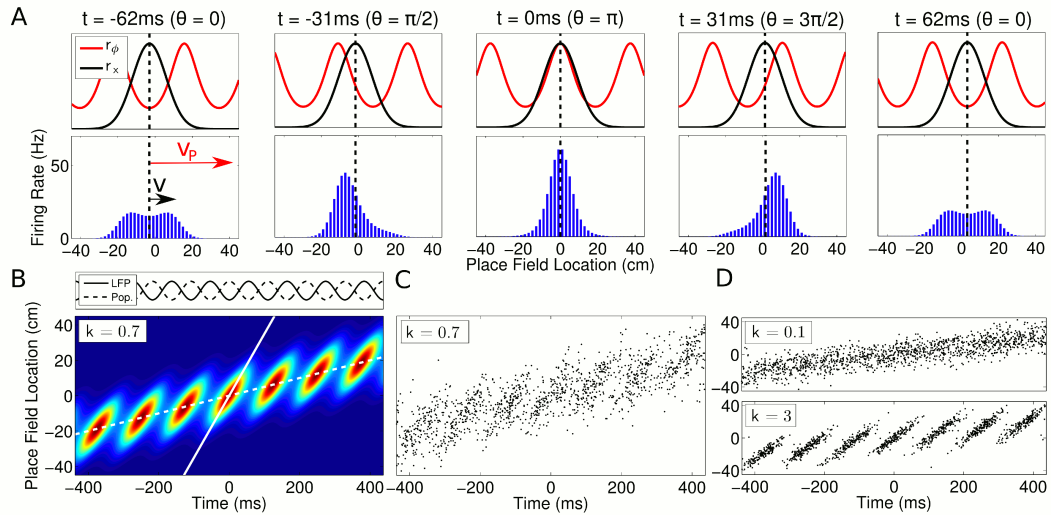 A
t = -62ms (θ = 0)
t = -31ms (θ = π/2)
t = 0ms (θ = π)
t = 31ms (θ = 3π/2)
t = 62ms (θ = 0)
r_ϕ
r_x
Firing Rate (Hz)
50
0
V_P
V
−40 −20 0 20 40
−40 −20 0 20 40
−40 −20 0 20 40
−40 −20 0 20 40
−40 −20 0 20 40
Place Field Location (cm)
B
LFP
Pop.
k = 0.7
Place Field Location (cm)
40
20
0
−20
−40
−400 −200 0 200 400
Time (ms)
C
k = 0.7
−400 −200 0 200 400
Time (ms)
D
k = 0.1
40
0
−40
k = 3
40
0
−40
−400 −200 0 200 400
Time (ms)